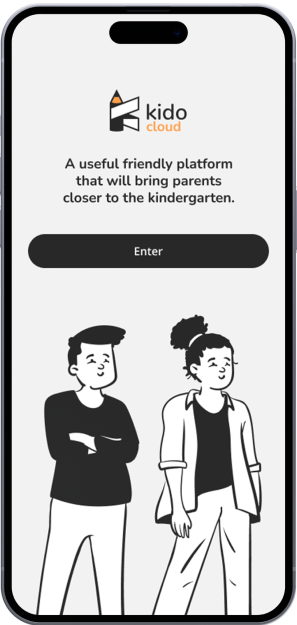 kido
cloud
A useful friendly platform
that will bring parents
closer to the kindergarten.
Enter